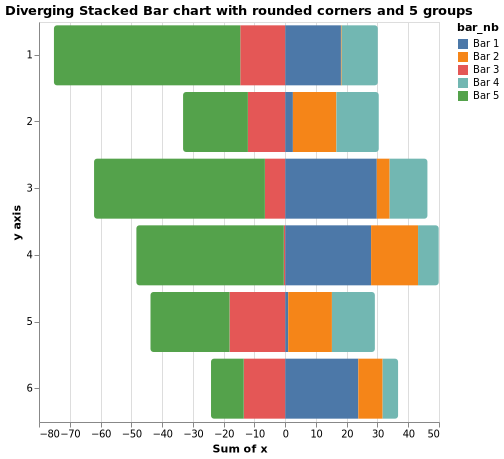 Diverging Stacked Bar chart with rounded corners and 5 groups
bar_nb
Bar 1
Bar 2
Bar 3
Bar 4
Bar 5
y axis
1
2
3
4
5
6
−80 −70 −60 −50 −40 −30 −20 −10 0 10 20 30 40 50
Sum of x